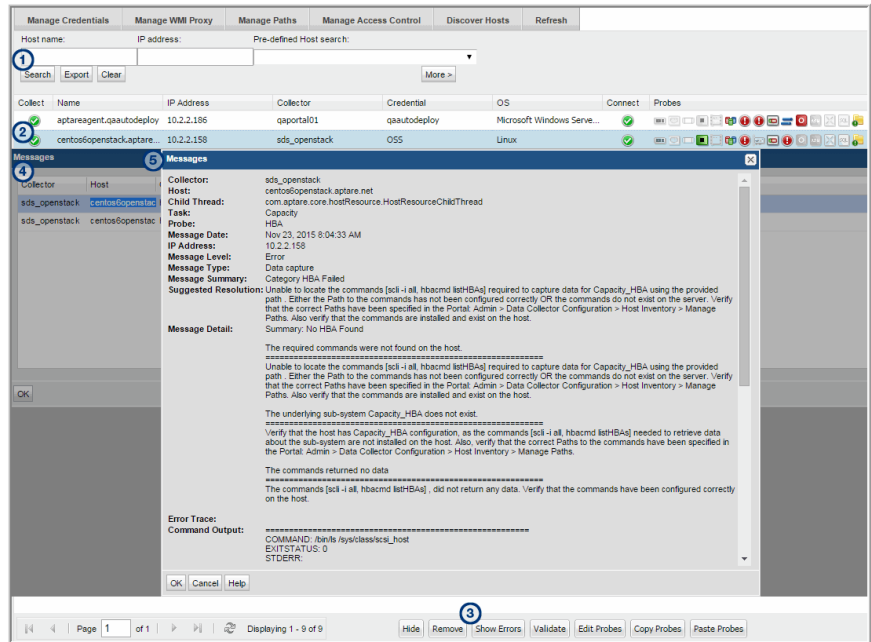 Manage Credentials Manage WMI Proxy Manage Paths Manage Access Control Discover Hosts Refresh
Host name: IP address: Pre-defined Host search:
1
Search Export Clear More >
Collect Name IP Address Collector Credential OS Connect Probes
aptareagent.qaautodeploy 10.2.2.186 qaportal01 qaautodeploy Microsoft Windows Serve...
2
centos6openstack.aptare... 10.2.2.158 sds_openstack OSS Linux
Messages
4
Collector Host
sds_openstack centos6openstac
sds_openstack centos6openstac
OK
5 Messages
Collector: sds_openstack
Host: centos6openstack.aptare.net
Child Thread: com.aptare.core.hostResource.HostResourceChildThread
Task: Capacity
Probe: HBA
Message Date: Nov 23, 2015 8:04:33 AM
IP Address: 10.2.2.158
Message Level: Error
Message Type: Data capture
Message Summary: Category HBA Failed
Suggested Resolution: Unable to locate the commands [scli -i all, hbacmd listHBAs] required to capture data for Capacity_HBA using the provided
path . Either the Path to the commands has not been configured correctly OR the commands do not exist on the server. Verify
that the correct Paths have been specified in the Portal: Admin > Data Collector Configuration > Host Inventory > Manage
Paths. Also verify that the commands are installed and exist on the host.
Message Detail: Summary: No HBA Found
The required commands were not found on the host.
==========================================================
Unable to locate the commands [scli -i all, hbacmd listHBAs] required to capture data for Capacity_HBA using the provided
path . Either the Path to the commands has not been configured correctly OR the commands do not exist on the server. Verify
that the correct Paths have been specified in the Portal: Admin > Data Collector Configuration > Host Inventory > Manage
Paths. Also verify that the commands are installed and exist on the host.
The underlying sub-system Capacity_HBA does not exist.
==========================================================
Verify that the host has Capacity_HBA configuration, as the commands [scli -i all, hbacmd listHBAs] needed to retrieve data
about the sub-system are not installed on the host. Also, verify that the correct Paths to the commands have been specified in
the Portal: Admin > Data Collector Configuration > Host Inventory > Manage Paths.
The commands returned no data
==========================================================
The commands [scli -i all, hbacmd listHBAs] , did not return any data. Verify that the commands have been configured correctly
on the host.
Error Trace:
Command Output: =======================================================
COMMAND: /bin/ls /sys/class/scsi_host
EXITSTATUS: 0
STDERR:
OK Cancel Help
3
Page 1 of 1 Displaying 1 - 9 of 9 Hide Remove Show Errors Validate Edit Probes Copy Probes Paste Probes